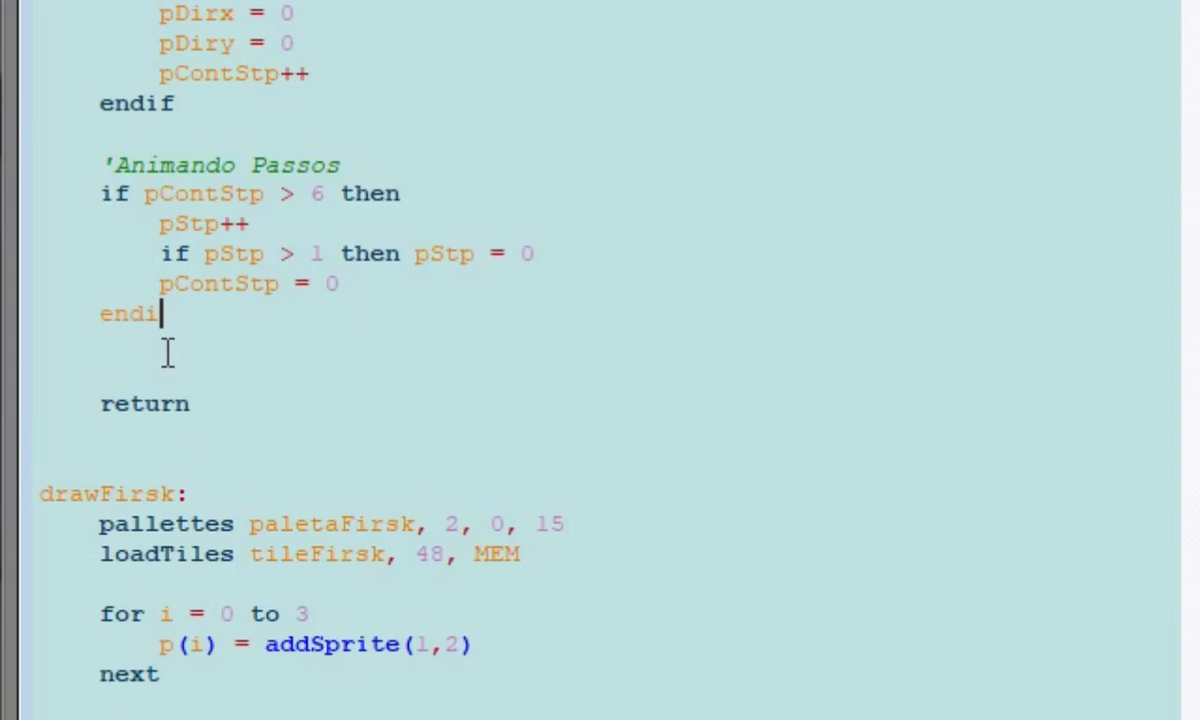 pDirx = 0
pDiry = 0
pContStp++
endif
'Animando Passos
if pContStp > 6 then
pStp++
if pStp > 1 then pStp = 0
pContStp = 0
endi
return
drawFirsk:
pallettes paletaFirsk, 2, 0, 15
loadTiles tileFirsk, 48, MEM
for i = 0 to 3
p(i) = addSprite(1,2)
next